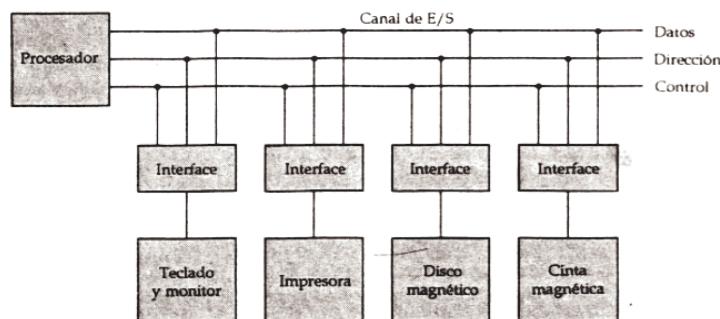 Canal de E/S
Datos
Procesador
Dirección
Control
Interface
Interface
Interface
Interface
Teclado
y monitor
Impresora
Disco
magnético
Cinta
magnética